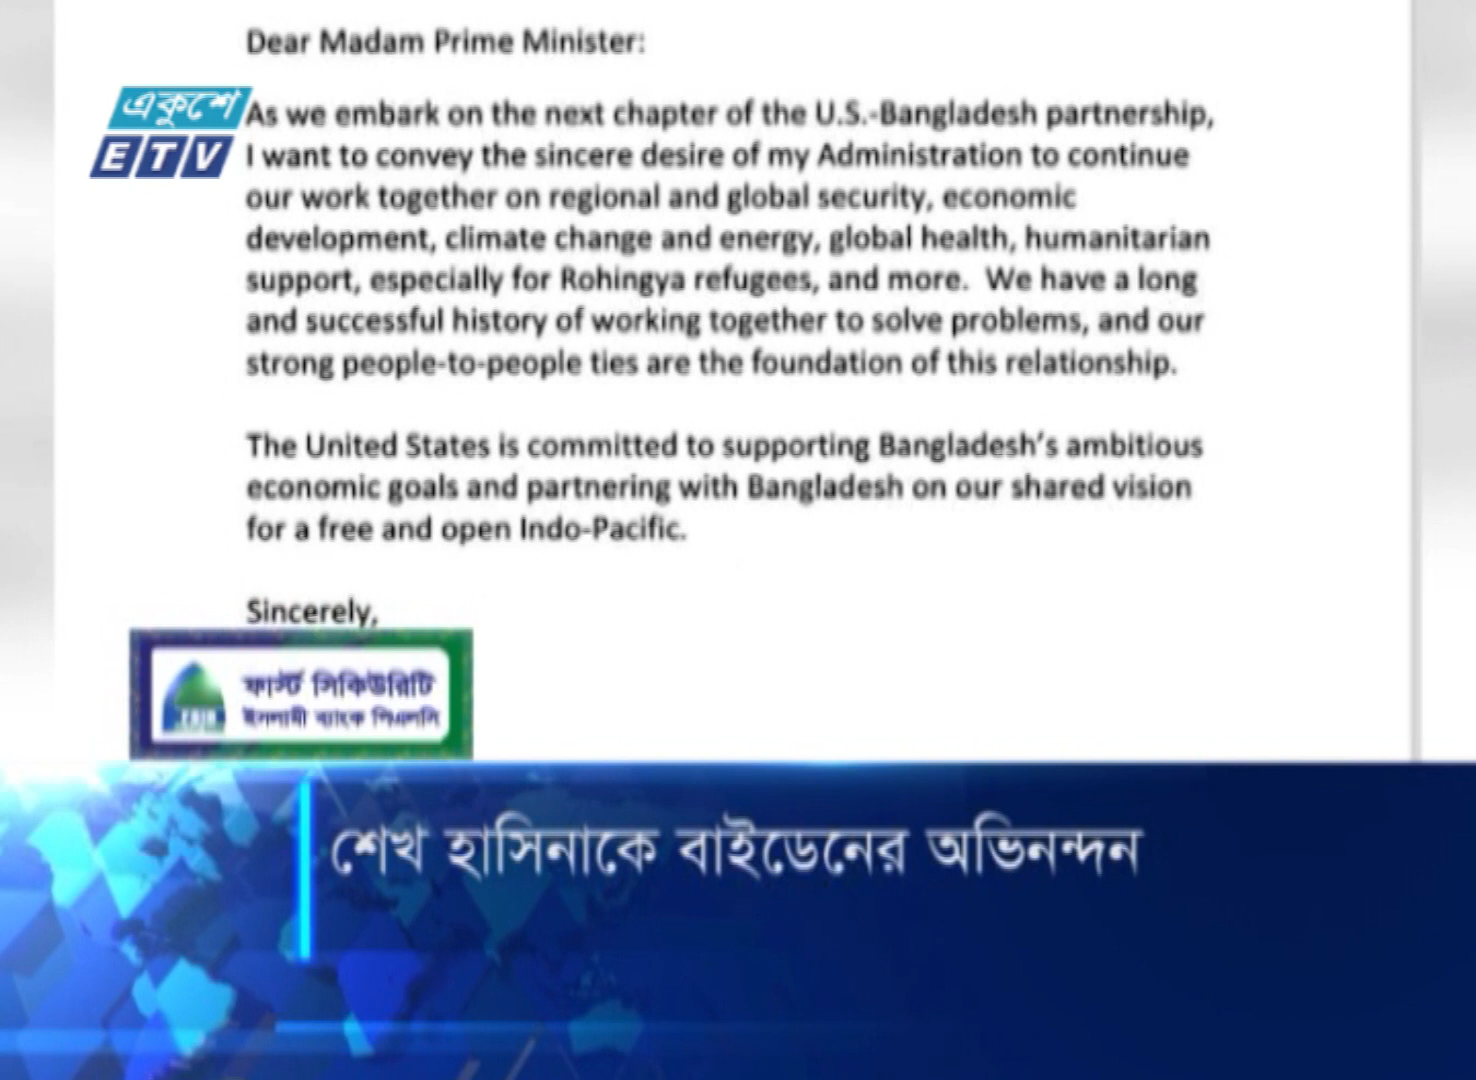 Dear Madam Prime Minister:
একুশে
ETV
As we embark on the next chapter of the U.S.-Bangladesh partnership,
I want to convey the sincere desire of my Administration to continue
our work together on regional and global security, economic
development, climate change and energy, global health, humanitarian
support, especially for Rohingya refugees, and more. We have a long
and successful history of working together to solve problems, and our
strong people-to-people ties are the foundation of this relationship.
The United States is committed to supporting Bangladesh's ambitious
economic goals and partnering with Bangladesh on our shared vision
for a free and open Indo-Pacific.
Sincerely,
ফার্স্ট সিকিউরিটি
ইসলামী ব্যাংক পিএলসি
শেখ হাসিনাকে বাইডেনের অভিনন্দন